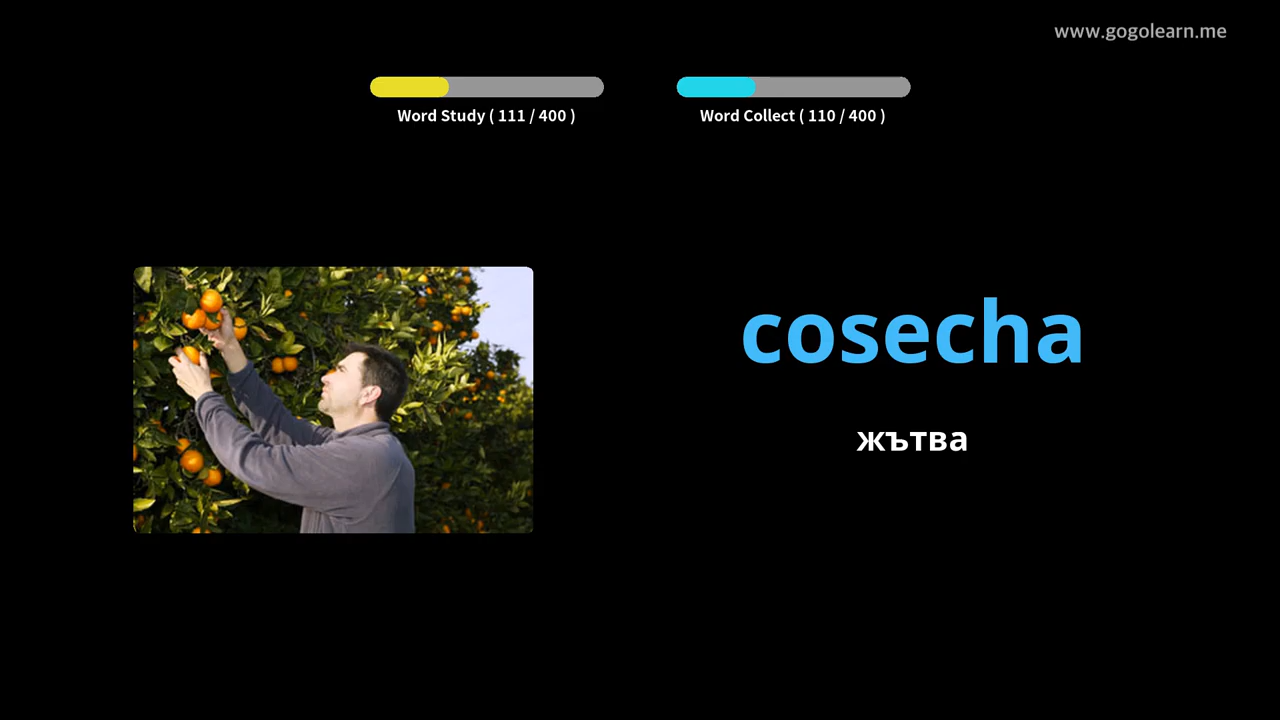 www.gogolearn.me
Word Study ( 111 / 400 )
Word Collect ( 110 / 400 )
cosecha
жътва